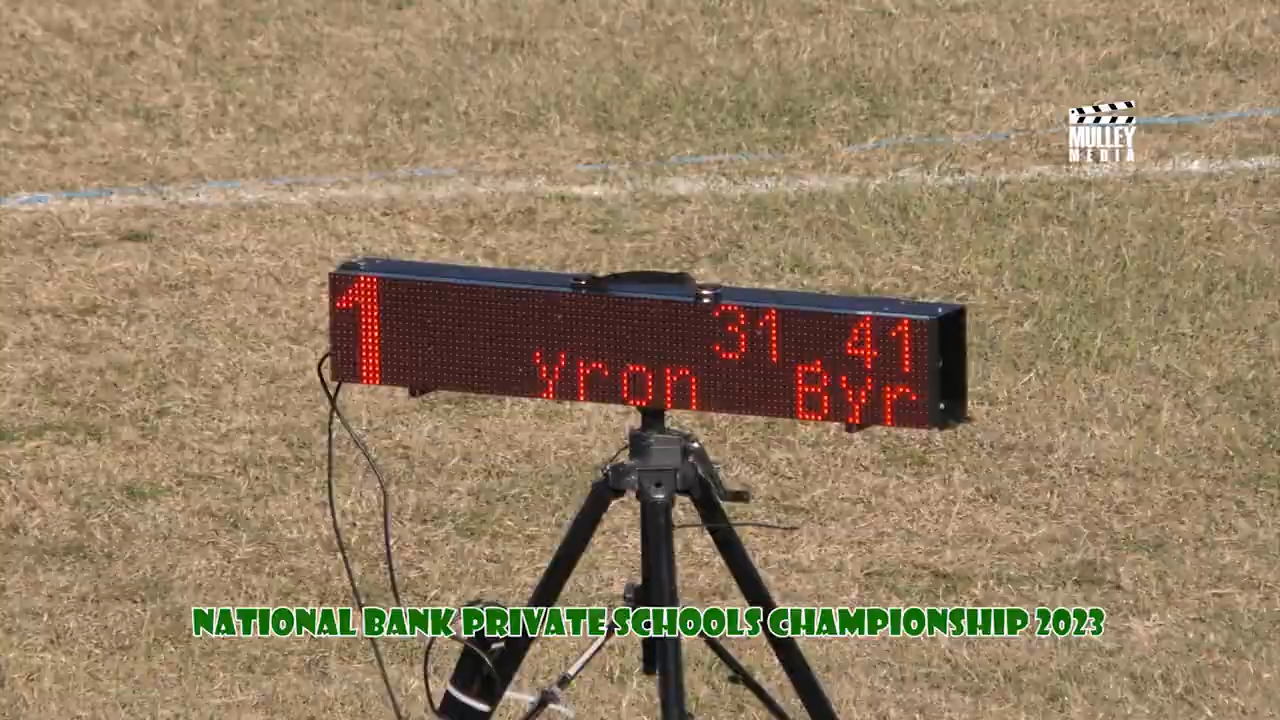 MULLEY
MEDIA
1
31 41
yron Byr
NATIONAL BANK PRIVATE SCHOOLS CHAMPIONSHIP 2023